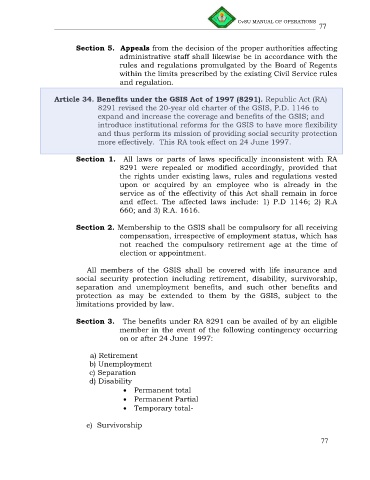 CvSU MANUAL OF OPERATIONS
77
Section 5. Appeals from the decision of the proper authorities affecting
administrative staff shall likewise be in accordance with the
rules and regulations promulgated by the Board of Regents
within the limits prescribed by the existing Civil Service rules
and regulation.
Article 34. Benefits under the GSIS Act of 1997 (8291). Republic Act (RA)
8291 revised the 20-year old charter of the GSIS, P.D. 1146 to
expand and increase the coverage and benefits of the GSIS; and
introduce institutional reforms for the GSIS to have more flexibility
and thus perform its mission of providing social security protection
more effectively. This RA took effect on 24 June 1997.
Section 1. All laws or parts of laws specifically inconsistent with RA
8291 were repealed or modified accordingly, provided that
the rights under existing laws, rules and regulations vested
upon or acquired by an employee who is already in the
service as of the effectivity of this Act shall remain in force
and effect. The affected laws include: 1) P.D 1146; 2) R.A
660; and 3) R.A. 1616.
Section 2. Membership to the GSIS shall be compulsory for all receiving
compensation, irrespective of employment status, which has
not reached the compulsory retirement age at the time of
election or appointment.
All members of the GSIS shall be covered with life insurance and
social security protection including retirement, disability, survivorship,
separation and unemployment benefits, and such other benefits and
protection as may be extended to them by the GSIS, subject to the
limitations provided by law.
Section 3. The benefits under RA 8291 can be availed of by an eligible
member in the event of the following contingency occurring
on or after 24 June 1997:
a) Retirement
b) Unemployment
c) Separation
d) Disability
• Permanent total
• Permanent Partial
• Temporary total-
e) Survivorship
77